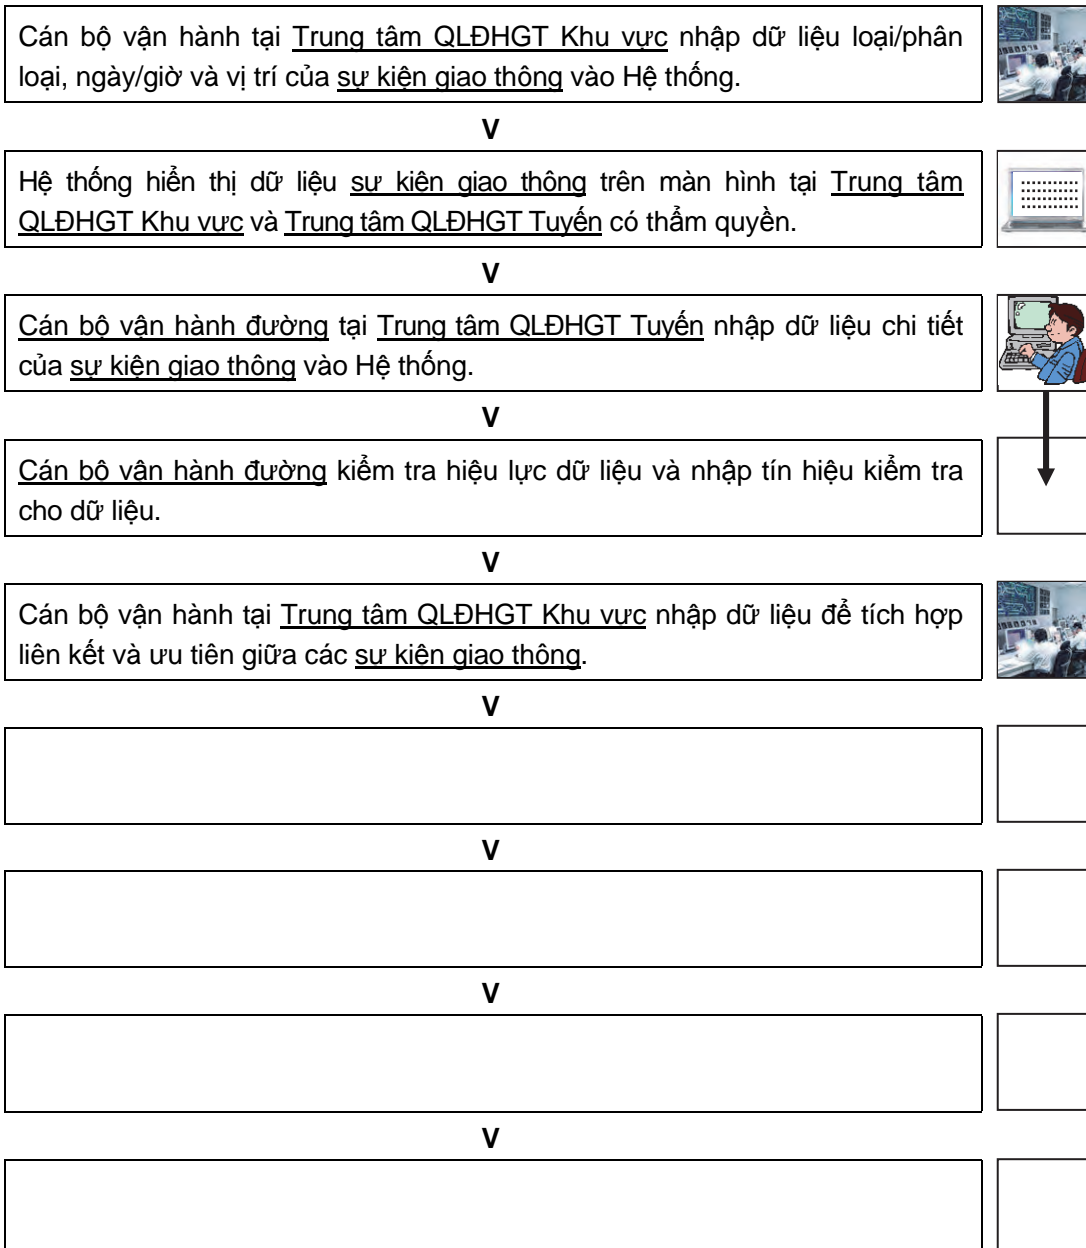 Cán bộ vận hành tại Trung tâm QLĐHGT Khu vực nhập dữ liệu loại/phân
loại, ngày/giờ và vị trí của sự kiện giao thông vào Hệ thống.
V
Hệ thống hiển thị dữ liệu sự kiện giao thông trên màn hình tại Trung tâm
QLĐHGT Khu vực và Trung tâm QLĐHGT Tuyến có thẩm quyền.
V
Cán bộ vận hành đường tại Trung tâm QLĐHGT Tuyến nhập dữ liệu chi tiết
của sự kiện giao thông vào Hệ thống.
V
Cán bộ vận hành đường kiểm tra hiệu lực dữ liệu và nhập tín hiệu kiểm tra
cho dữ liệu.
V
Cán bộ vận hành tại Trung tâm QLĐHGT Khu vực nhập dữ liệu để tích hợp
liên kết và ưu tiên giữa các sự kiện giao thông.
V
V
V
V